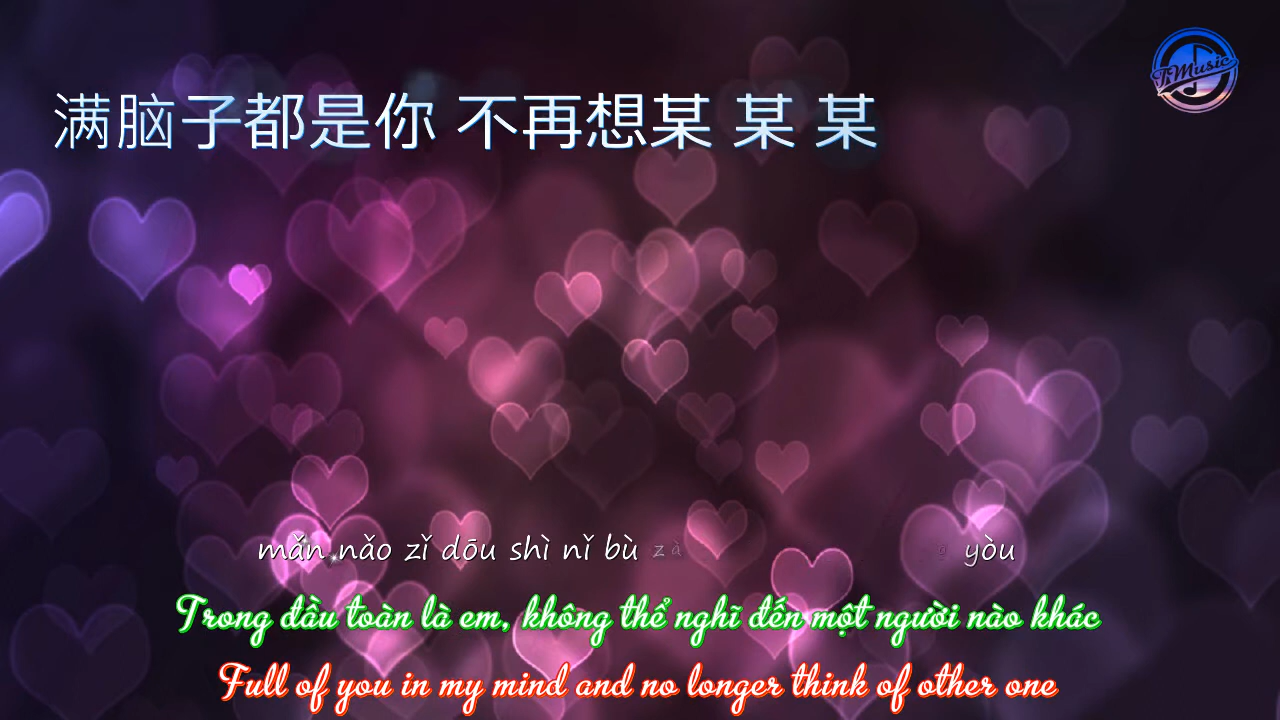 TMusic
满脑子都是你 不再想某 某 某
mǎn nǎo zǐ dōu shì nǐ bù zà yòu
Trong đầu toàn là em, không thể nghĩ đến một người nào khác
Full of you in my mind and no longer think of other one